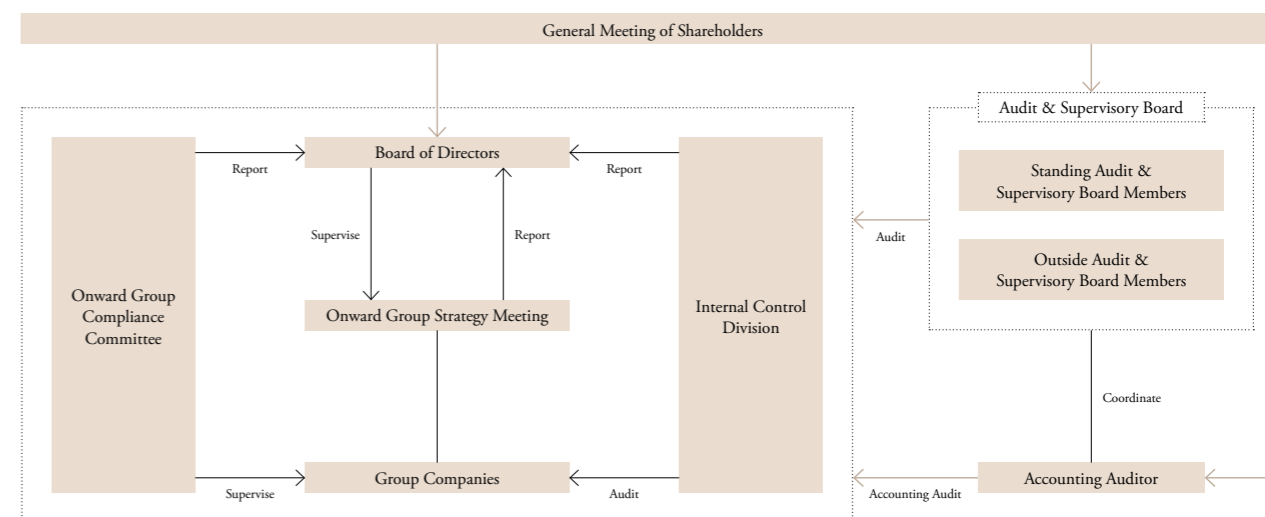 General Meeting of Shareholders
Audit & Supervisory Board
Board of Directors
Report
Report
Standing Audit &
Supervisory Board Members
Supervise
Report
Audit
Outside Audit &
Supervisory Board Members
Onward Group
Compliance
Committee
Onward Group Strategy Meeting
Internal Control
Division
Coordinate
Group Companies
Accounting Auditor
Supervise
Audit
Accounting Audit